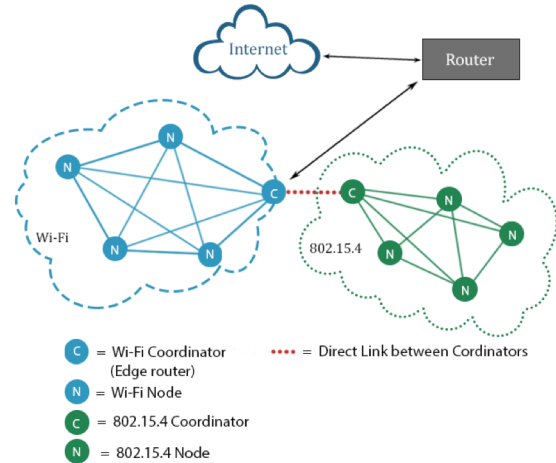 Internet
Router
N
N
C
C
N
Wi-Fi
802.15.4
N
N
N
N
N
C = Wi-Fi Coordinator
(Edge router)
•••• = Direct Link between Cordinators
N = Wi-Fi Node
C = 802.15.4 Coordinator
N = 802.15.4 Node